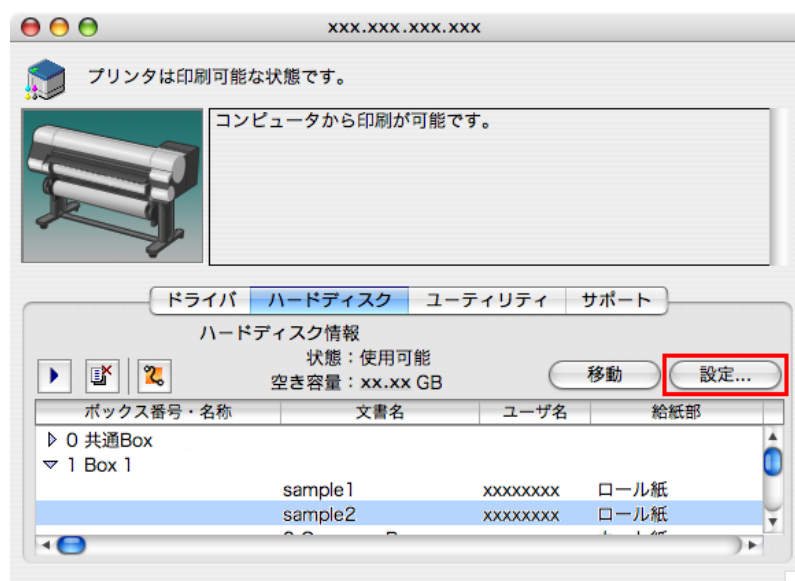 xxx.xxx.xxx.xxx
プリンタは印刷可能な状態です。
コンピュータから印刷が可能です。
ドライバ ハードディスク ユーティリティ サポート
ハードディスク情報
状態：使用可能
空き容量：xx.xx GB
移動 設定...
ボックス番号・名称 文書名 ユーザ名 給紙部
0 共通Box
1 Box 1
sample1 xxxxxxxx ロール紙
sample2 xxxxxxxx ロール紙